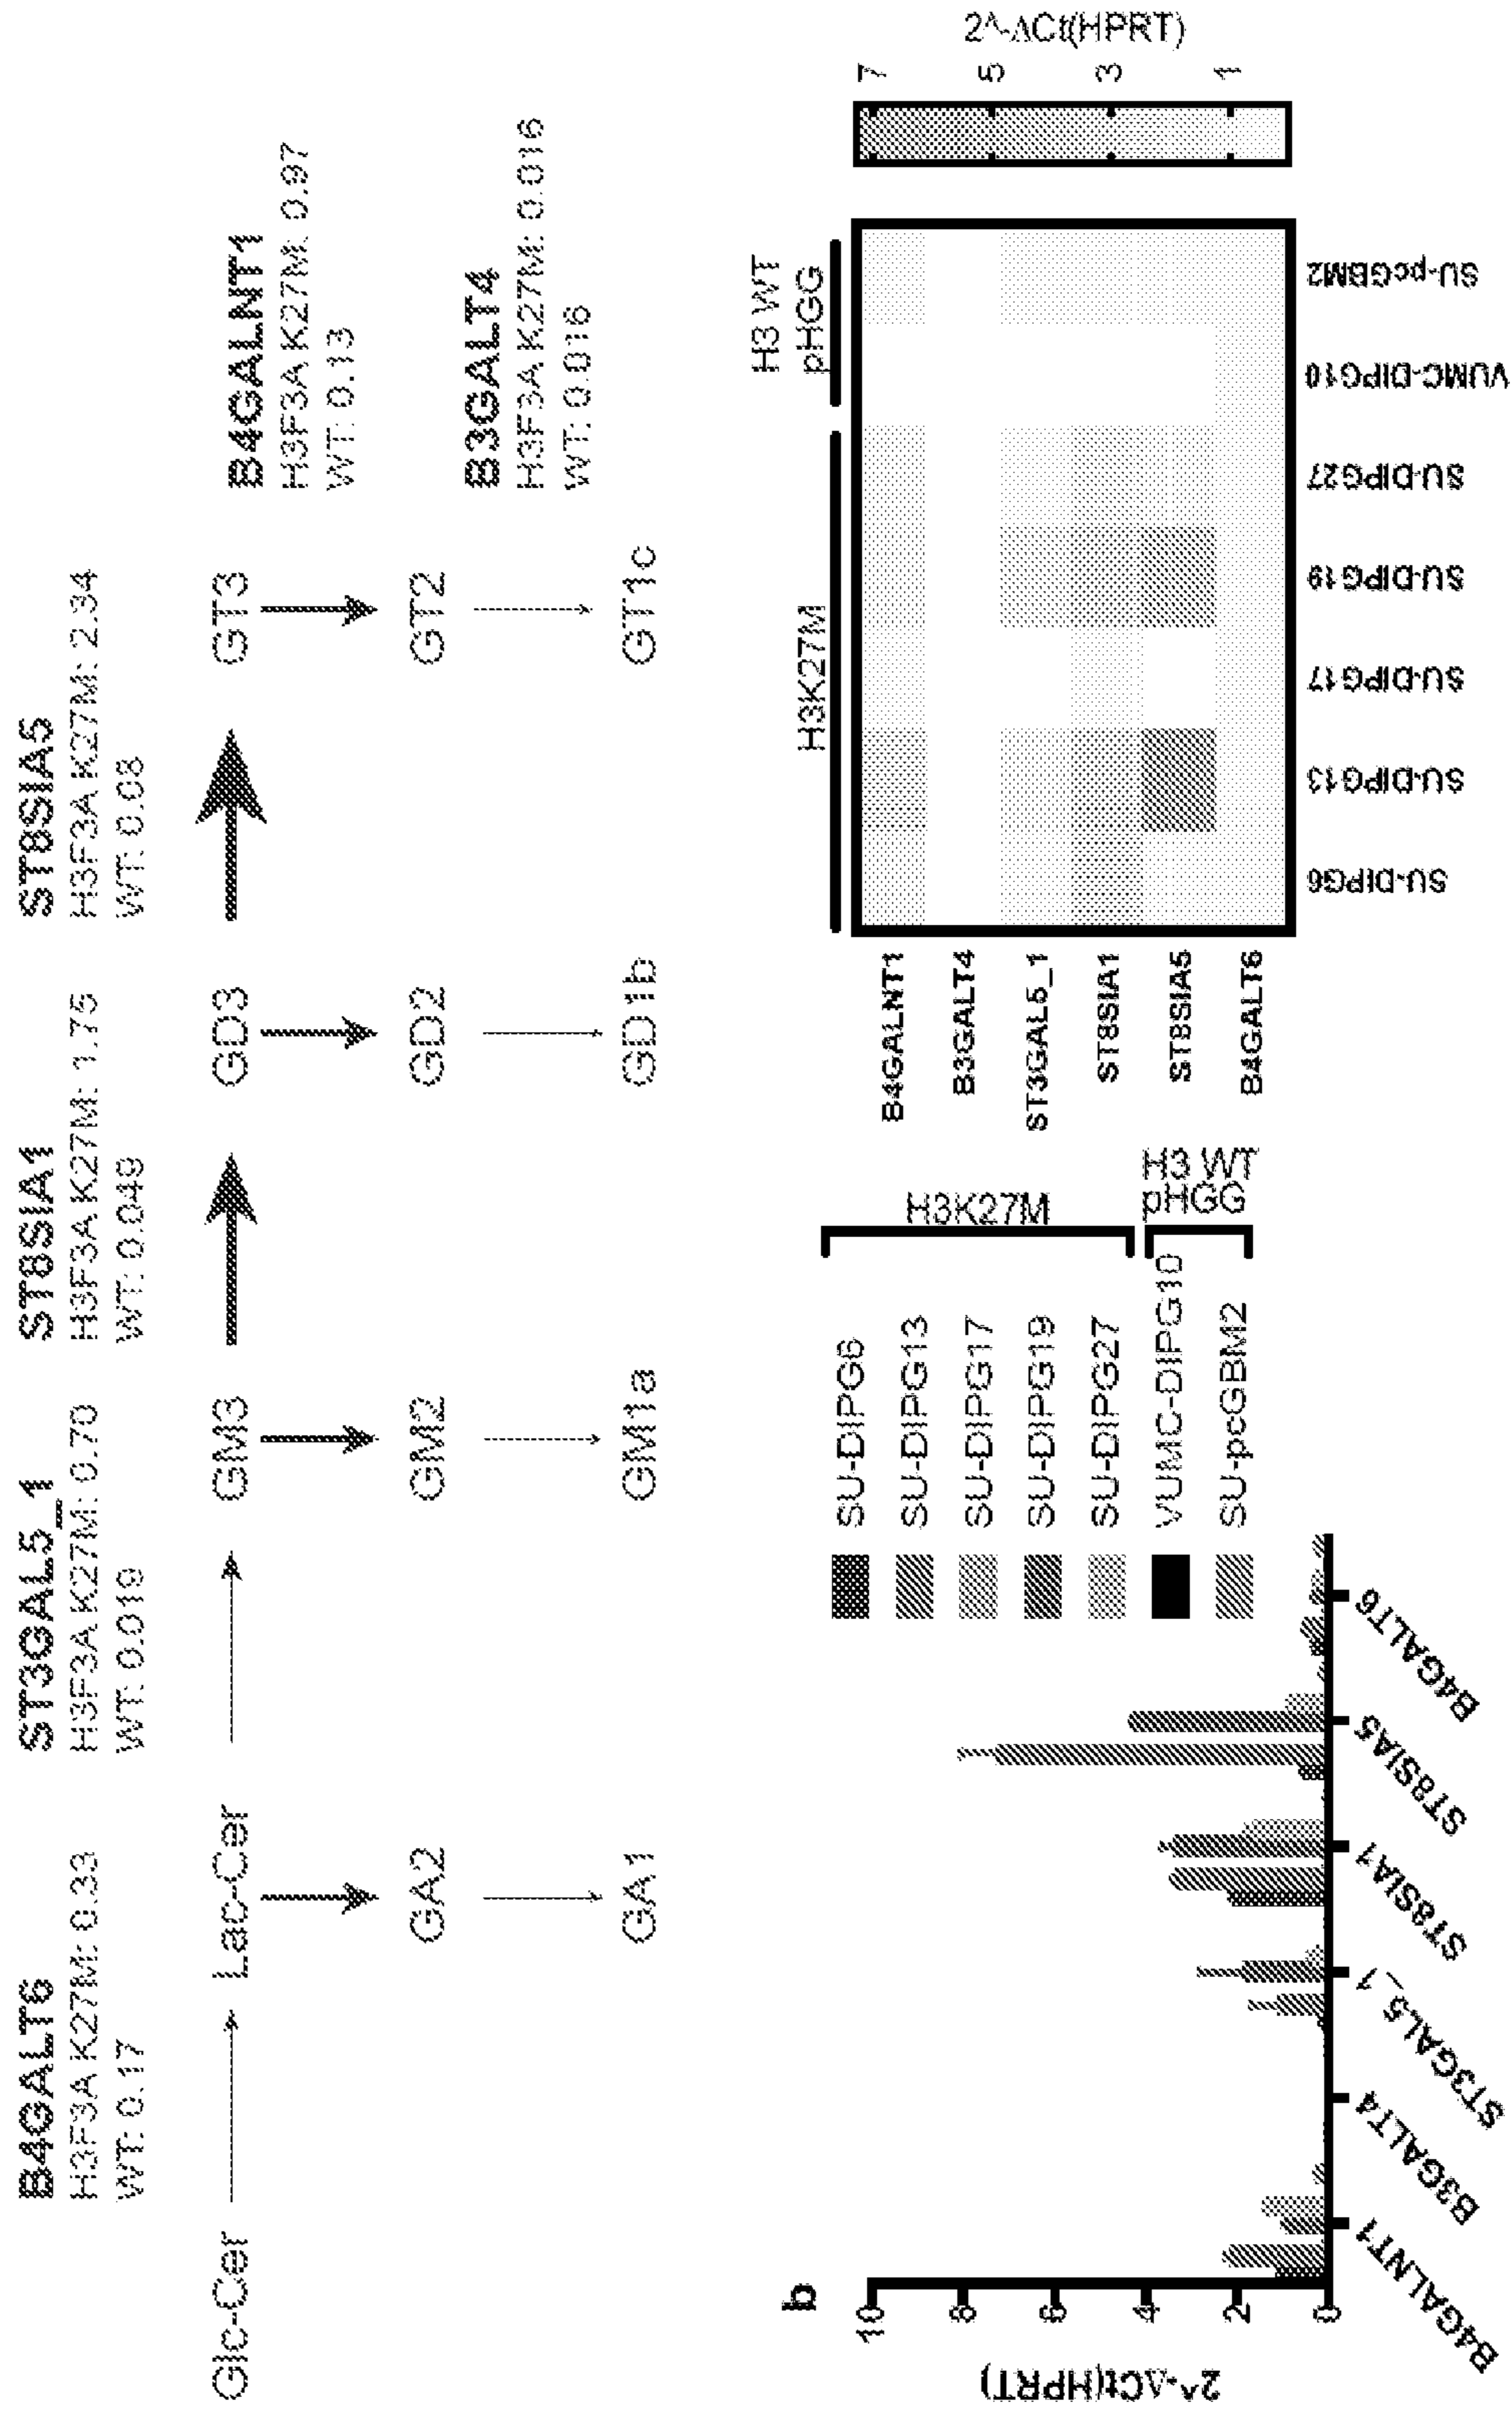 B4GALT6
H3F3A K27M: 0.33
WT: 0.17
ST3GAL5_1
H3F3A K27M: 0.70
WT: 0.019
ST8SIA1
H3F3A K27M: 1.75
WT: 0.049
ST8SIA5
H3F3A K27M: 2.34
WT: 0.08
Glc-Cer
Lac-Cer
GM3
GD3
GT3
B4GALNT1
H3F3A K27M: 0.97
WT: 0.13
GA2
GM2
GD2
GT2
B3GALT4
H3F3A K27M: 0.016
WT: 0.016
GA1
GM1a
GD1b
GT1c
b
2^-ΔCt(HPRT)
10
8
6
4
2
0
B4GALNT1
B3GALT4
ST3GAL5_1
ST8SIA1
ST8SIA5
B4GALT6
SU-DIPG6
SU-DIPG13
SU-DIPG17
SU-DIPG19
SU-DIPG27
VUMC-DIPG10
SU-pcGBM2
H3K27M
H3 WT
pHGG
H3K27M
H3 WT
pHGG
B4GALNT1
B3GALT4
ST3GAL5_1
ST8SIA1
ST8SIA5
B4GALT6
SU-DIPG6
SU-DIPG13
SU-DIPG17
SU-DIPG19
SU-DIPG27
VUMC-DIPG10
SU-pcGBM2
7
5
3
1
2^-ΔCt(HPRT)